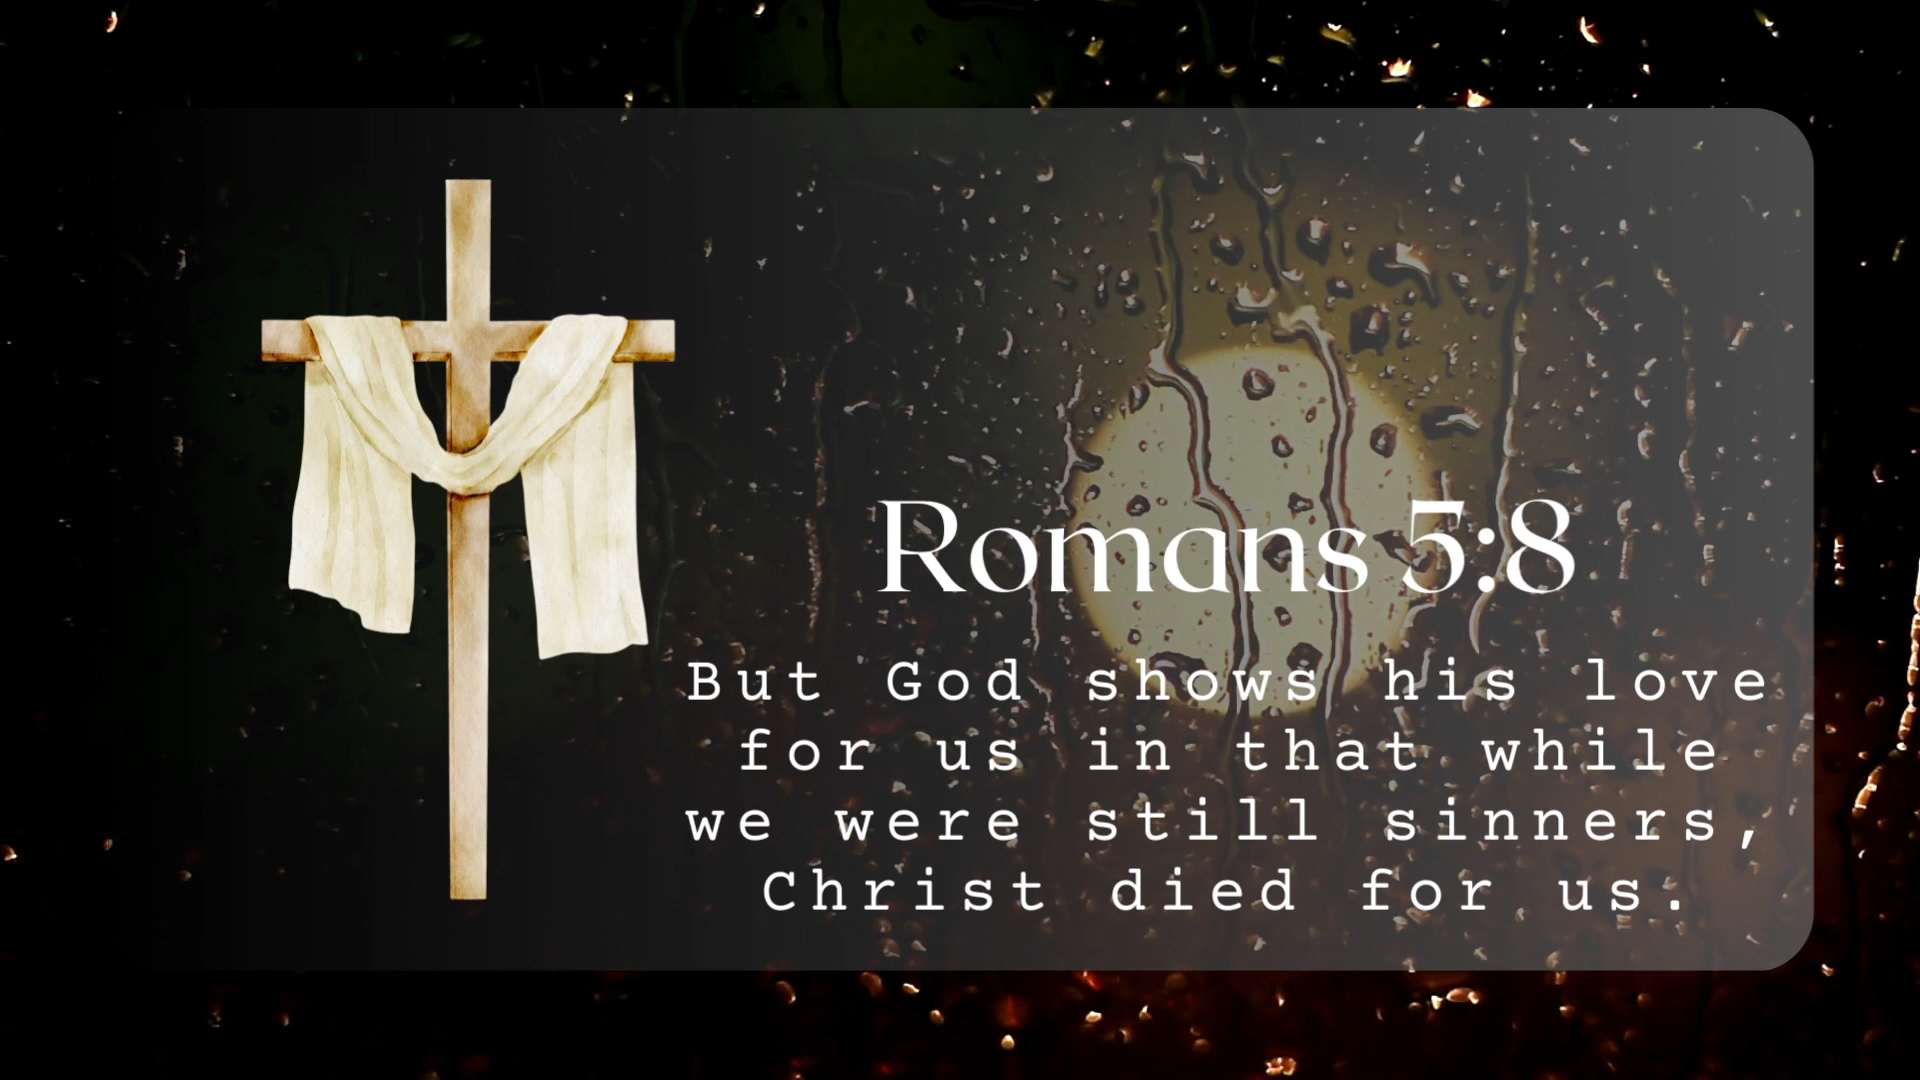 Romans 5:8
But God shows his love
for us in that while
we were still sinners,
Christ died for us.